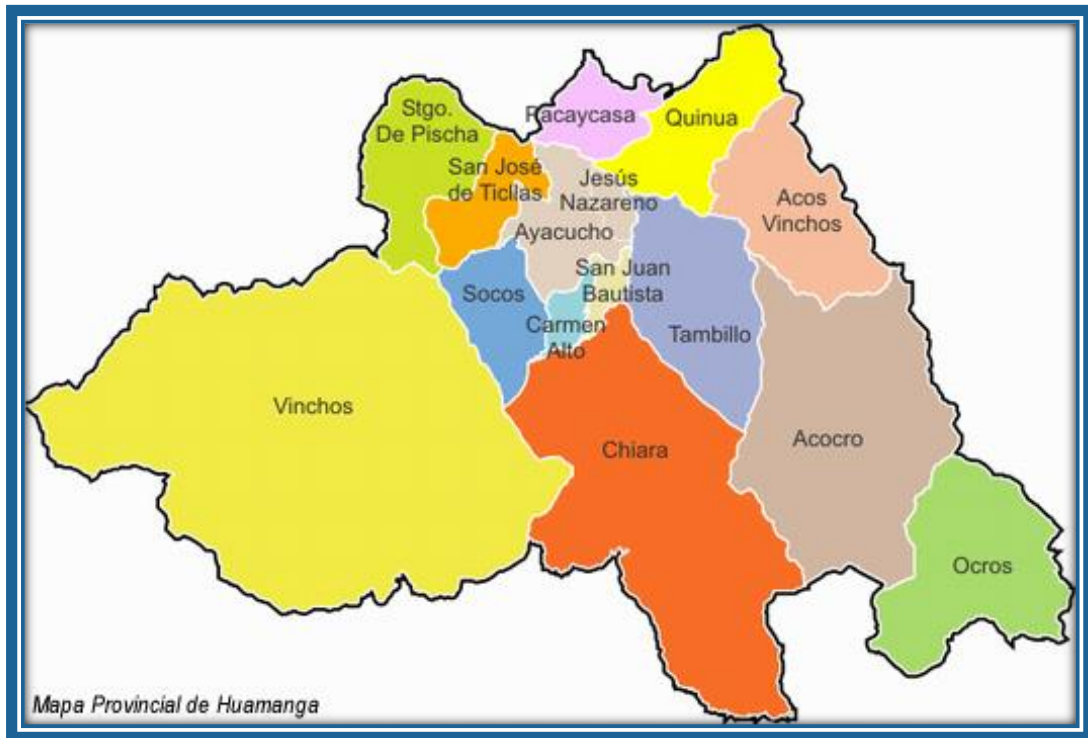 Stgo.
De Pischa
Pacaycasa
Quinua
San José
de Ticllas
Jesús
Nazareno
Acos
Vinchos
Ayacucho
San Juan
Bautista
Socos
Carmen
Alto
Tambillo
Vinchos
Chiara
Acocro
Ocros
Mapa Provincial de Huamanga